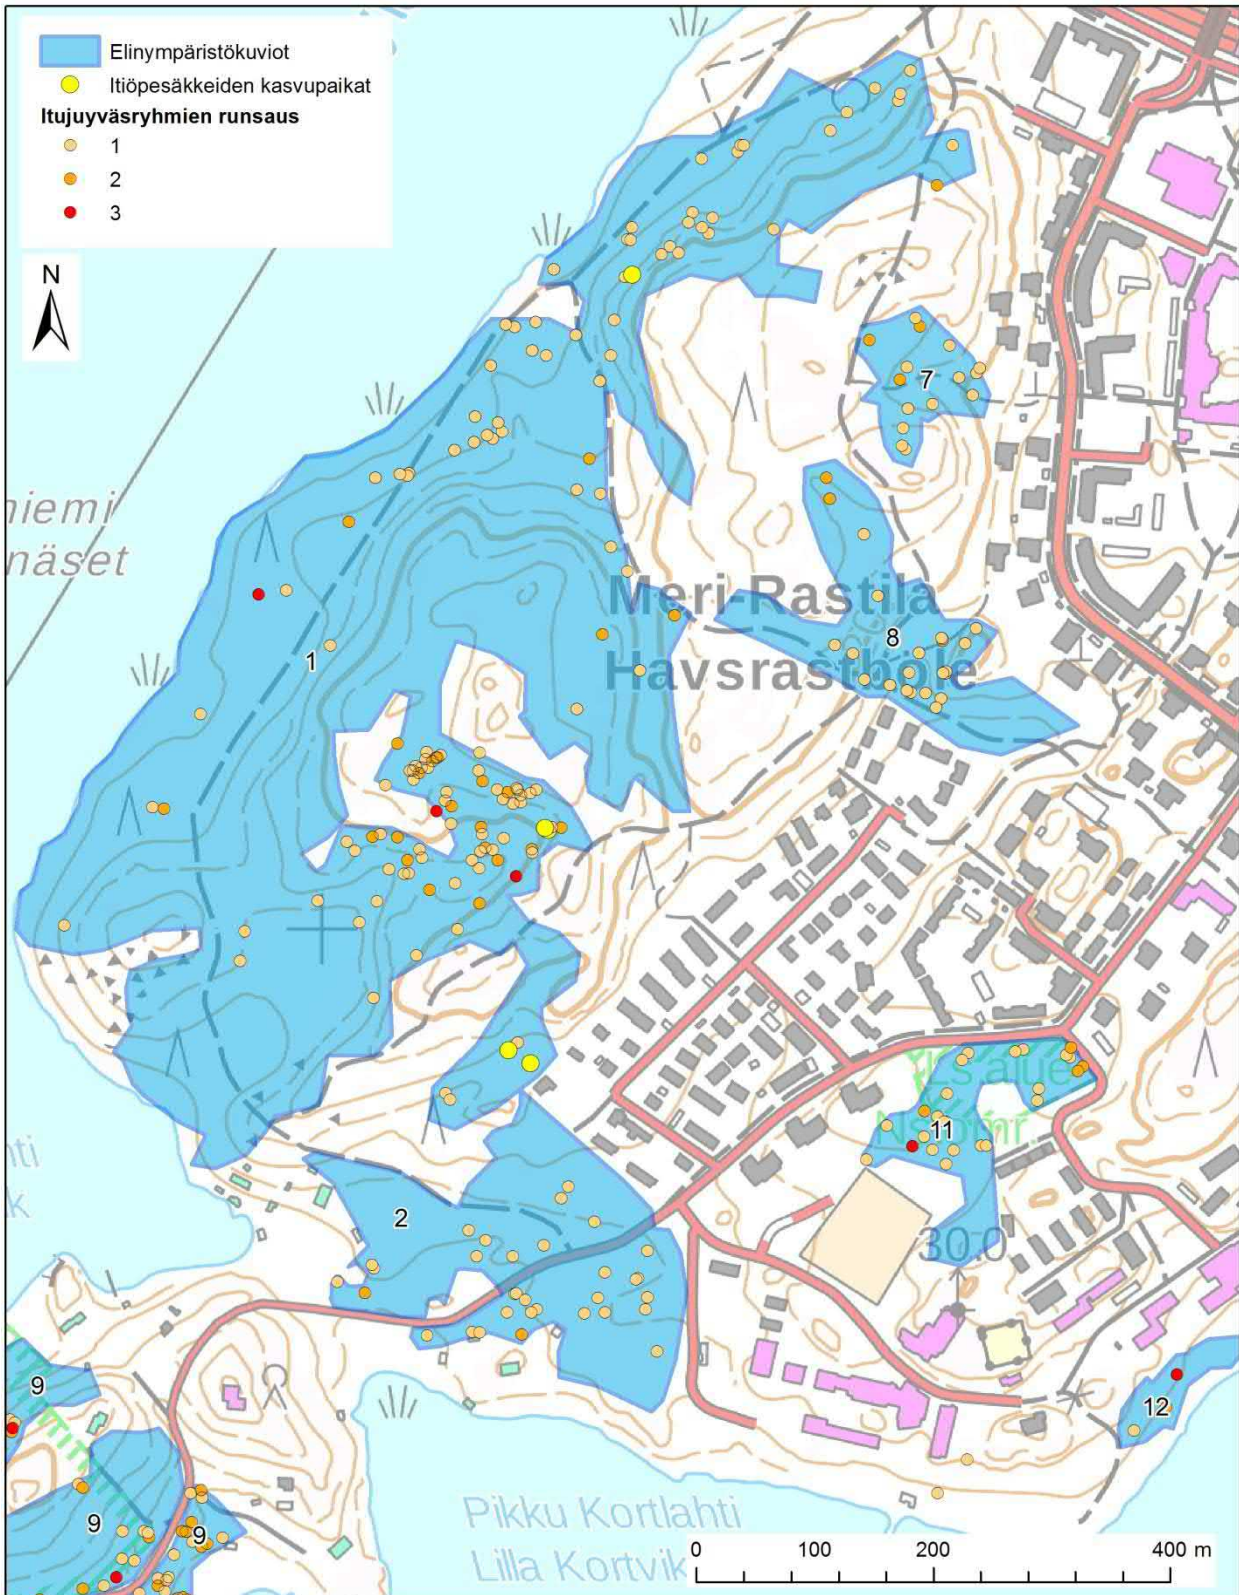 Elinympäristökuviot
Itiöpesäkkeiden kasvupaikat
Itujuyväsryhmien runsaus
1
2
3
N
7
niemi
näset
Meri-Rastila
8
Havsrastböle
1
11
2
30.0
9
12
9
9
Pikku Kortlahti
Lilla Kortvik
0 100 200 400 m